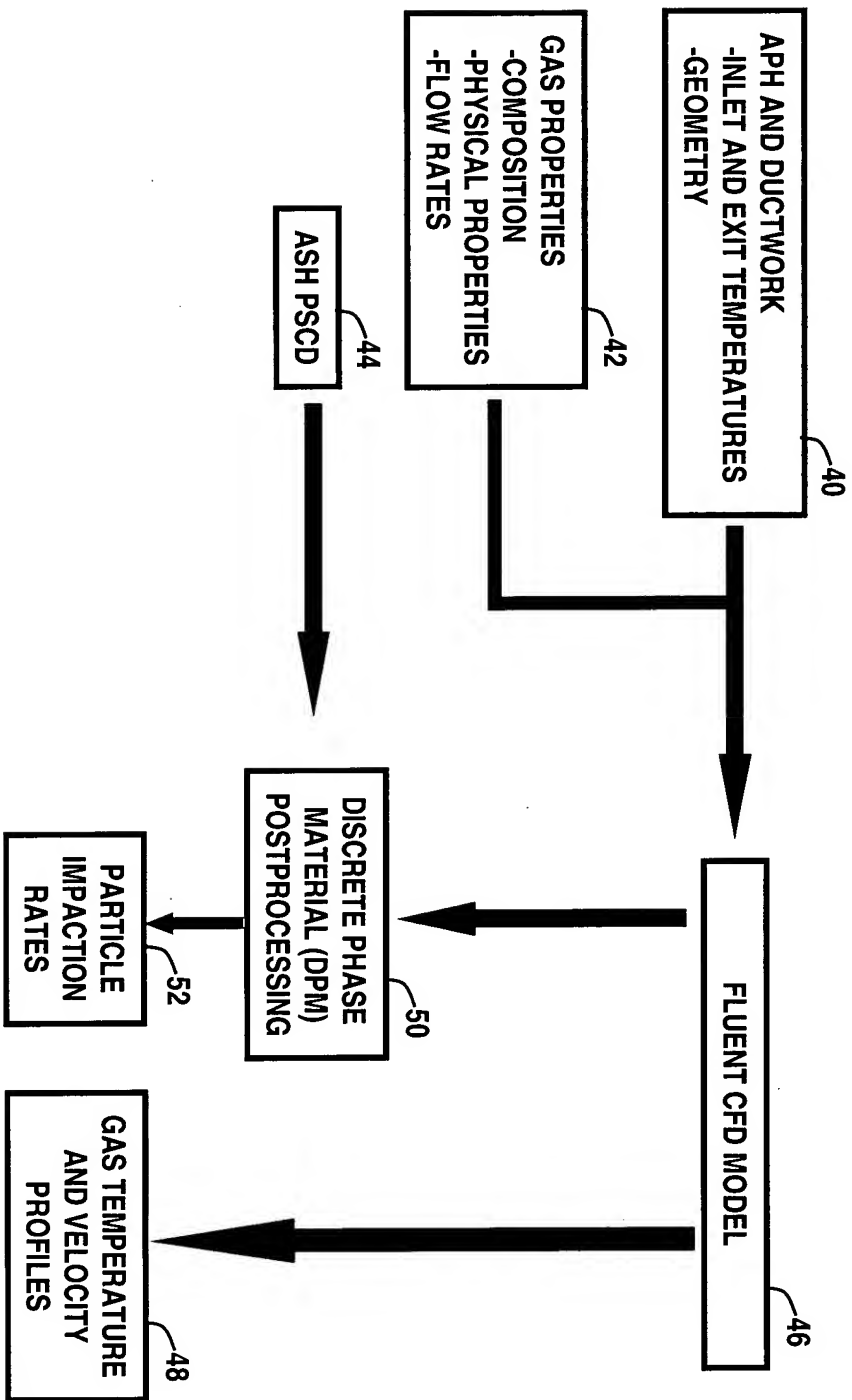 APH AND DUCTWORK
-INLET AND EXIT TEMPERATURES
-GEOMETRY
40
GAS PROPERTIES
-COMPOSITION
-PHYSICAL PROPERTIES
-FLOW RATES
42
ASH PSCD
44
FLUENT CFD MODEL
46
DISCRETE PHASE
MATERIAL (DPM)
POSTPROCESSING
50
PARTICLE
IMPACTION
RATES
52
GAS TEMPERATURE
AND VELOCITY
PROFILES
48